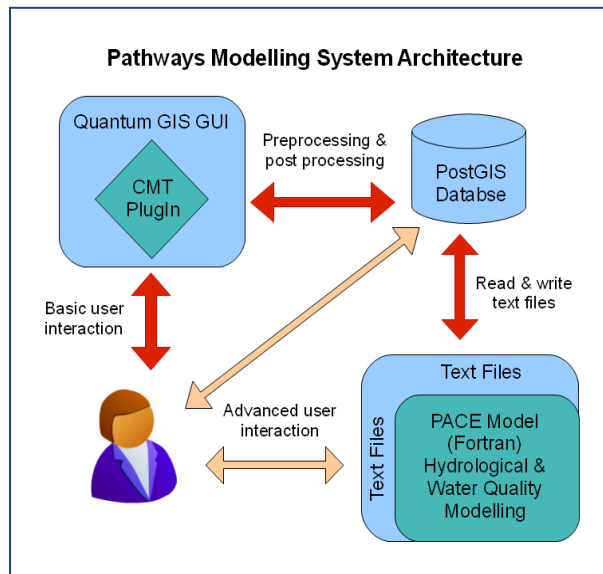 Pathways Modelling System Architecture
Quantum GIS GUI
CMT
PlugIn
Preprocessing &
post processing
PostGIS
Databse
Basic user
interaction
Read & write
text files
Advanced user
interaction
Text Files
Text Files
PACE Model
(Fortran)
Hydrological &
Water Quality
Modelling